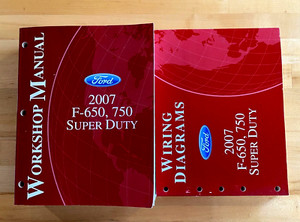 WORKSHOP MANUAL
Ford
2007
F-650, 750
SUPER DUTY
WIRING
DIAGRAMS
Ford
2007
F-650, 750
SUPER DUTY